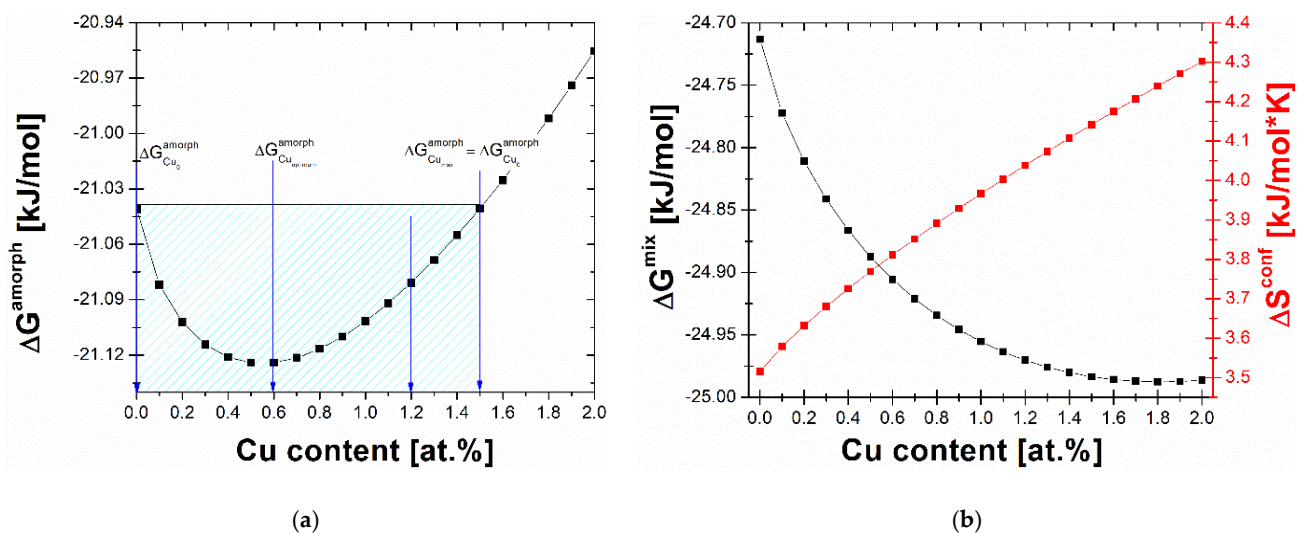 -20.94
-20.97
-21.00
-21.03
-21.06
-21.09
-21.12
ΔG^amorph [kJ/mol]
ΔG^amorph_Cu_0
ΔG^amorph_Cu_optimum
ΔG^amorph_Cu_max = ΔG^amorph_Cu_0
0.0 0.2 0.4 0.6 0.8 1.0 1.2 1.4 1.6 1.8 2.0
Cu content [at.%]
(a)
-24.70
-24.75
-24.80
-24.85
-24.90
-24.95
-25.00
ΔG^mix [kJ/mol]
4.4
4.3
4.2
4.1
4.0
3.9
3.8
3.7
3.6
3.5
ΔS^conf [kJ/mol*K]
0.0 0.2 0.4 0.6 0.8 1.0 1.2 1.4 1.6 1.8 2.0
Cu content [at.%]
(b)